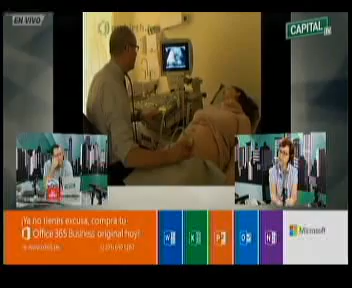 EN VIVO
CAPITAL
¡Ya no tienes excusa, compra tu
Office 365 Business original hoy!
Microsoft